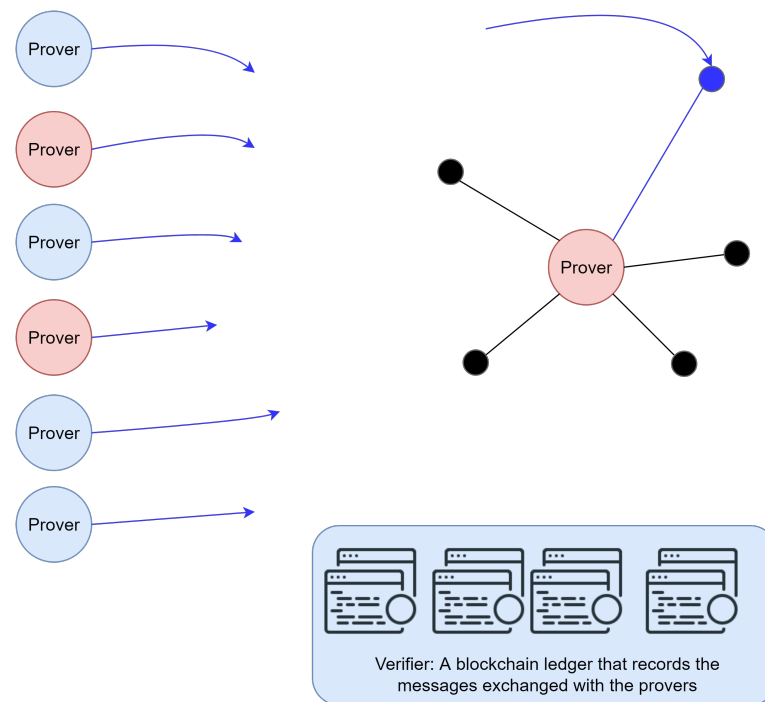 Prover
Prover
Prover
Prover
Prover
Prover
Prover
Verifier: A blockchain ledger that records the
messages exchanged with the provers